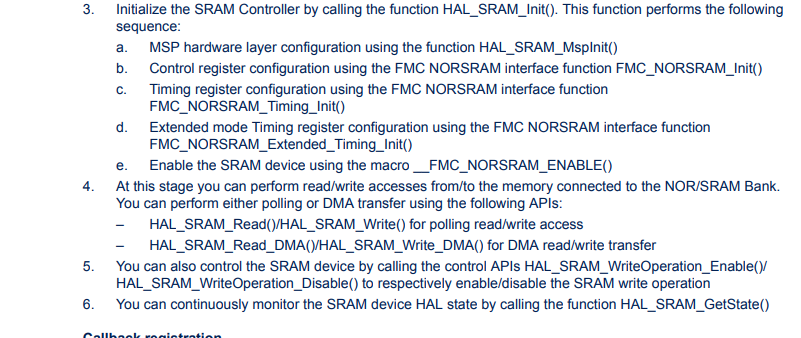 3. Initialize the SRAM Controller by calling the function HAL_SRAM_Init(). This function performs the following
sequence:
a. MSP hardware layer configuration using the function HAL_SRAM_MspInit()
b. Control register configuration using the FMC NORSRAM interface function FMC_NORSRAM_Init()
c. Timing register configuration using the FMC NORSRAM interface function
FMC_NORSRAM_Timing_Init()
d. Extended mode Timing register configuration using the FMC NORSRAM interface function
FMC_NORSRAM_Extended_Timing_Init()
e. Enable the SRAM device using the macro __FMC_NORSRAM_ENABLE()
4. At this stage you can perform read/write accesses from/to the memory connected to the NOR/SRAM Bank.
You can perform either polling or DMA transfer using the following APIs:
– HAL_SRAM_Read()/HAL_SRAM_Write() for polling read/write access
– HAL_SRAM_Read_DMA()/HAL_SRAM_Write_DMA() for DMA read/write transfer
5. You can also control the SRAM device by calling the control APIs HAL_SRAM_WriteOperation_Enable()/
HAL_SRAM_WriteOperation_Disable() to respectively enable/disable the SRAM write operation
6. You can continuously monitor the SRAM device HAL state by calling the function HAL_SRAM_GetState()
Callback registration